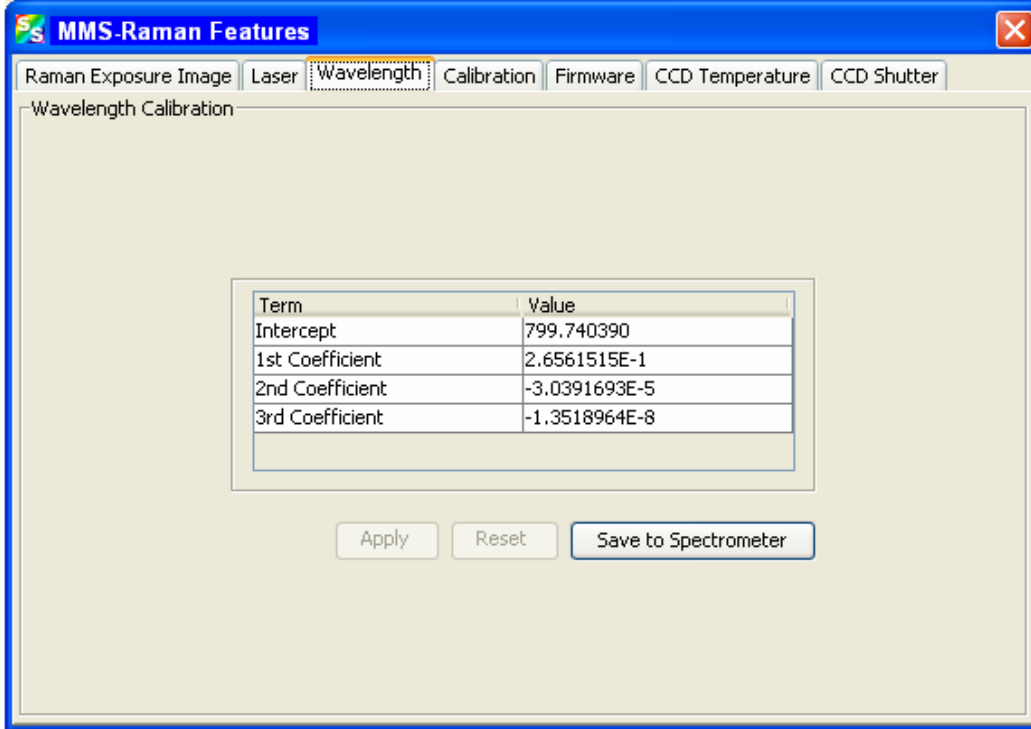 SS MMS-Raman Features
Raman Exposure Image Laser Wavelength Calibration Firmware CCD Temperature CCD Shutter
Wavelength Calibration
Term Value
Intercept 799.740390
1st Coefficient 2.6561515E-1
2nd Coefficient -3.0391693E-5
3rd Coefficient -1.3518964E-8
Apply Reset Save to Spectrometer